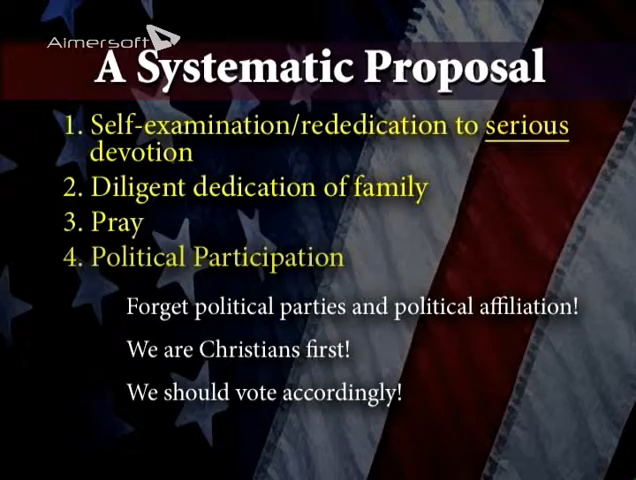 Aimersoft
A Systematic Proposal
1. Self-examination/rededication to serious
devotion
2. Diligent dedication of family
3. Pray
4. Political Participation
Forget political parties and political affiliation!
We are Christians first!
We should vote accordingly!